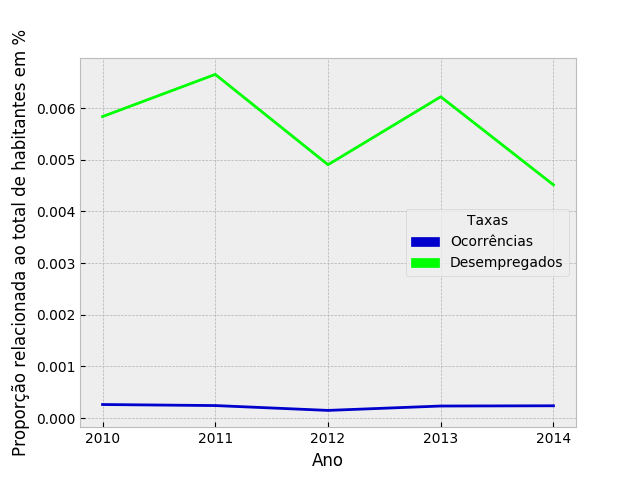 Proporção relacionada ao total de habitantes em %
0.006
0.005
0.004
0.003
0.002
0.001
0.000
Taxas
Ocorrências
Desempregados
2010 2011 2012 2013 2014
Ano